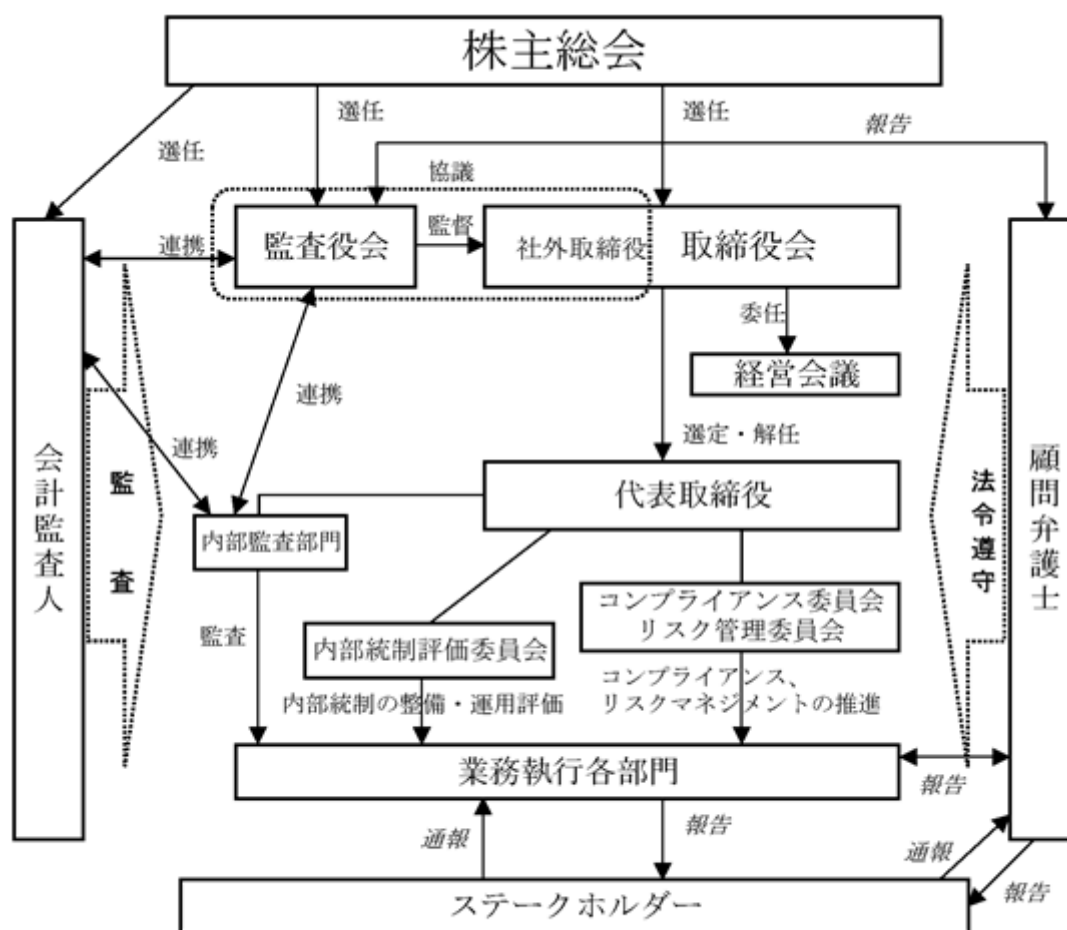 株主総会
選任
選任
選任
報告
協議
監査役会
監督
社外取締役
取締役会
連携
委任
経営会議
連携
選定・解任
連携
会計監査人
監査
代表取締役
法令遵守
顧問弁護士
内部監査部門
コンプライアンス委員会
リスク管理委員会
監査
内部統制評価委員会
コンプライアンス、
リスクマネジメントの推進
内部統制の整備・運用評価
業務執行各部門
報告
通報
報告
通報
報告
ステークホルダー